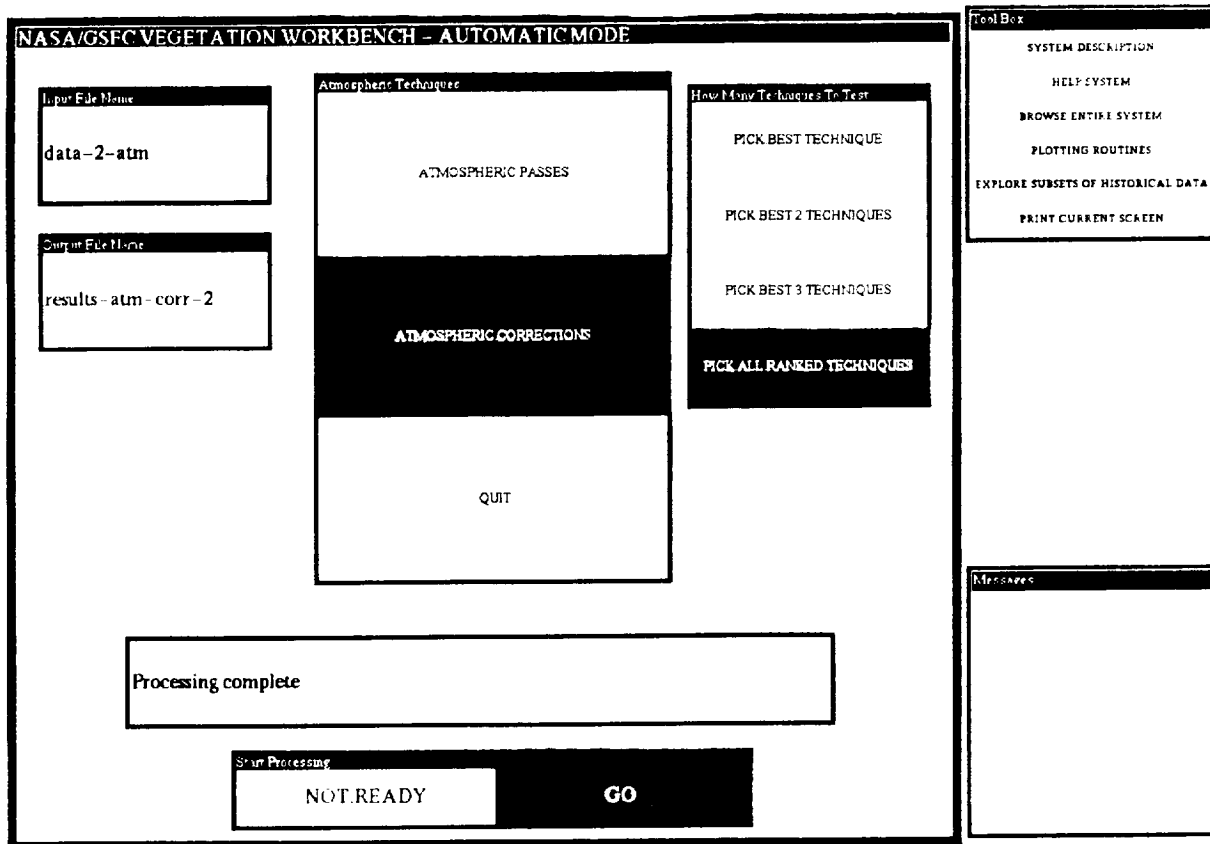 NASA/GSFC VEGETATION WORKBENCH - AUTOMATIC MODE
Input File Name
data-2-atm
Output File Name
results-atm-corr-2
Atmospheric Techniques
ATMOSPHERIC PASSES
ATMOSPHERIC CORRECTIONS
QUIT
How Many Techniques To Test
PICK BEST TECHNIQUE
PICK BEST 2 TECHNIQUES
PICK BEST 3 TECHNIQUES
PICK ALL RANKED TECHNIQUES
Processing complete
Start Processing
NOT.READY
GO
Tool Box
SYSTEM DESCRIPTION
HELP SYSTEM
BROWSE ENTIRE SYSTEM
PLOTTING ROUTINES
EXPLORE SUBSETS OF HISTORICAL DATA
PRINT CURRENT SCREEN
Messages